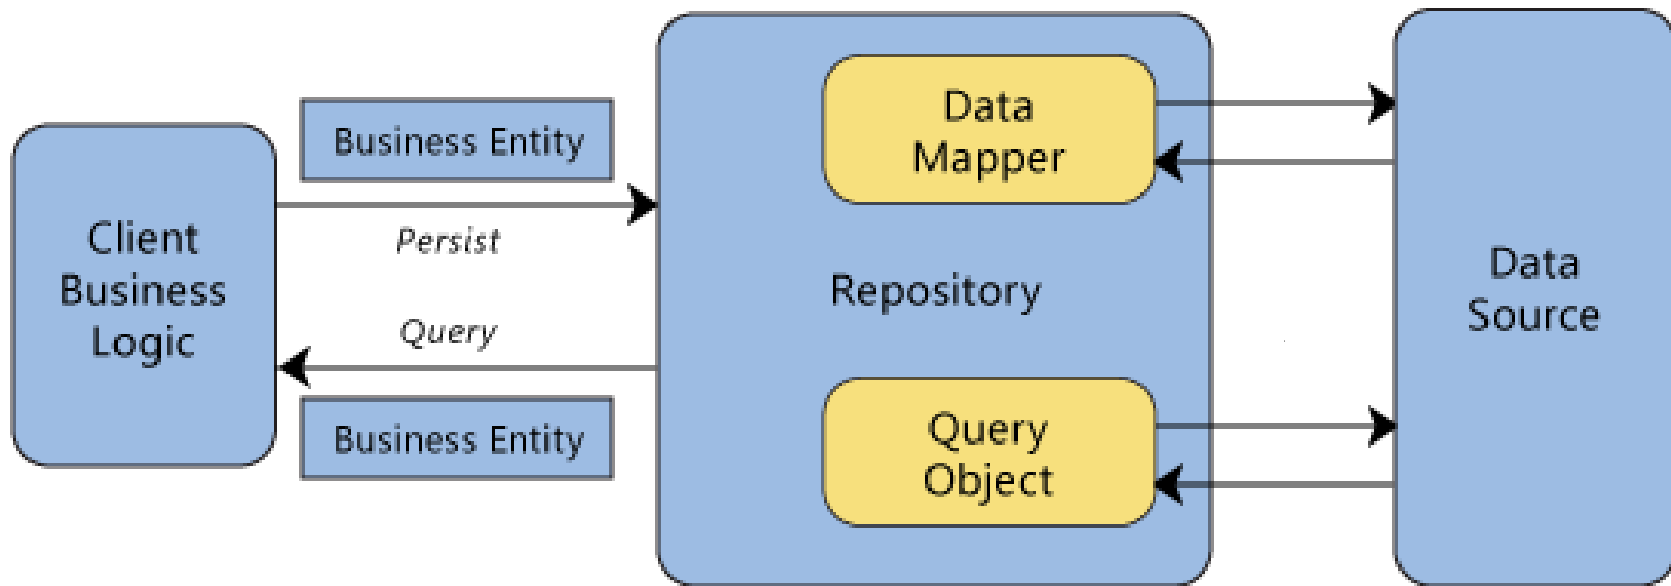 Client
Business
Logic
Business Entity
Persist
Query
Business Entity
Repository
Data
Mapper
Query
Object
Data
Source